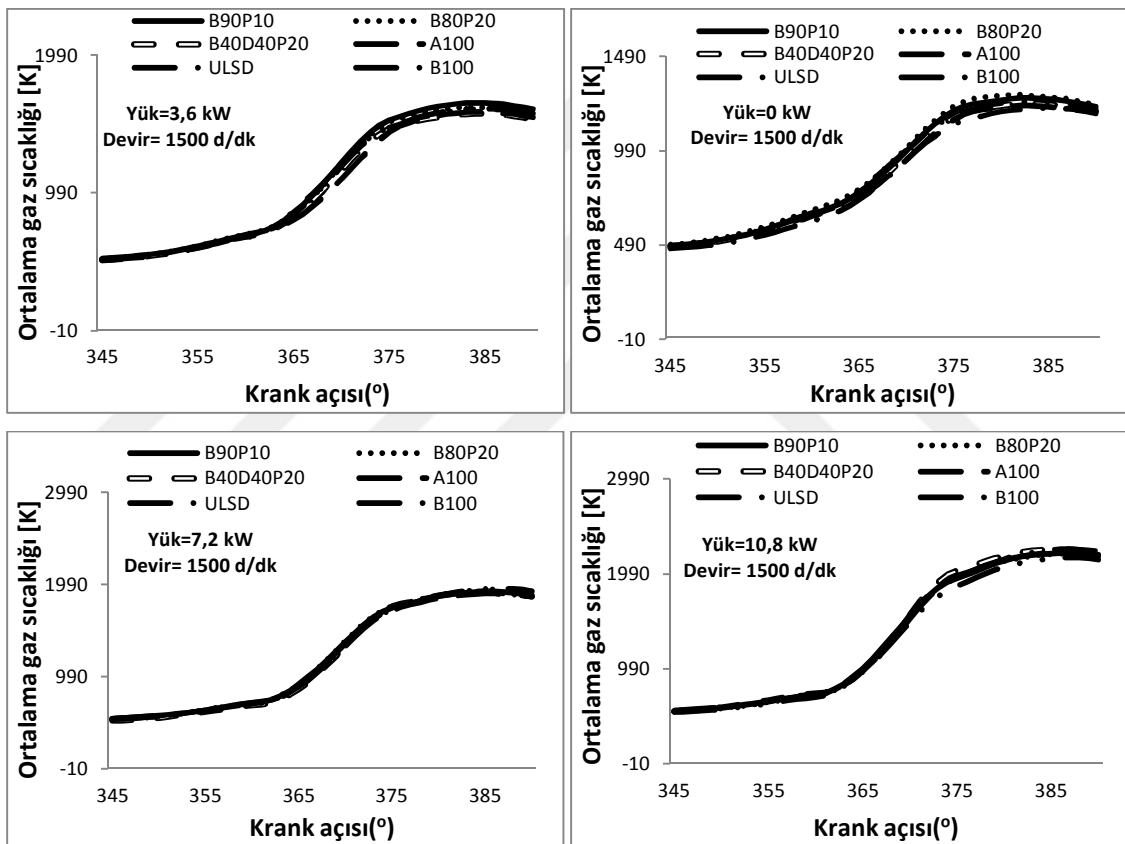 B90P10 B80P20
B40D40P20 A100
ULSD B100
Yük=3,6 kW
Devir= 1500 d/dk
Ortalama gaz sıcaklığı [K]
1990
990
-10
345 355 365 375 385
Krank açısı(º)
B90P10 B80P20
B40D40P20 A100
ULSD B100
Yük=0 kW
Devir= 1500 d/dk
Ortalama gaz sıcaklığı [K]
1490
990
490
-10
345 355 365 375 385
Krank açısı(º)
B90P10 B80P20
B40D40P20 A100
ULSD B100
Yük=7,2 kW
Devir= 1500 d/dk
Ortalama gaz sıcaklığı [K]
2990
1990
990
-10
345 355 365 375 385
Krank açısı(º)
B90P10 B80P20
B40D40P20 A100
ULSD B100
Yük=10,8 kW
Devir= 1500 d/dk
Ortalama gaz sıcaklığı [K]
2990
1990
990
-10
345 355 365 375 385
Krank açısı(º)